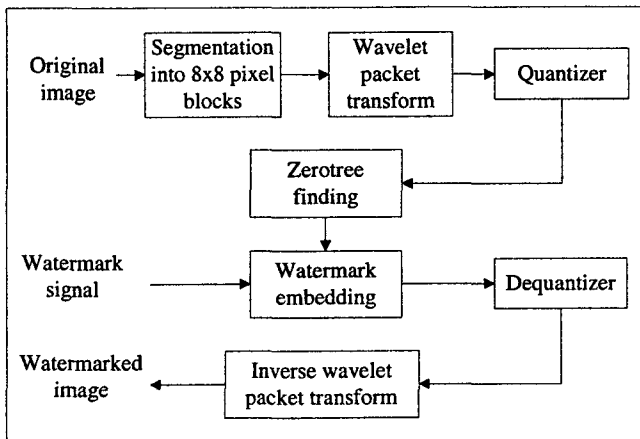 Original
image
Segmentation
into 8x8 pixel
blocks
Wavelet
packet
transform
Quantizer
Zerotree
finding
Watermark
signal
Watermark
embedding
Dequantizer
Watermarked
image
Inverse wavelet
packet transform